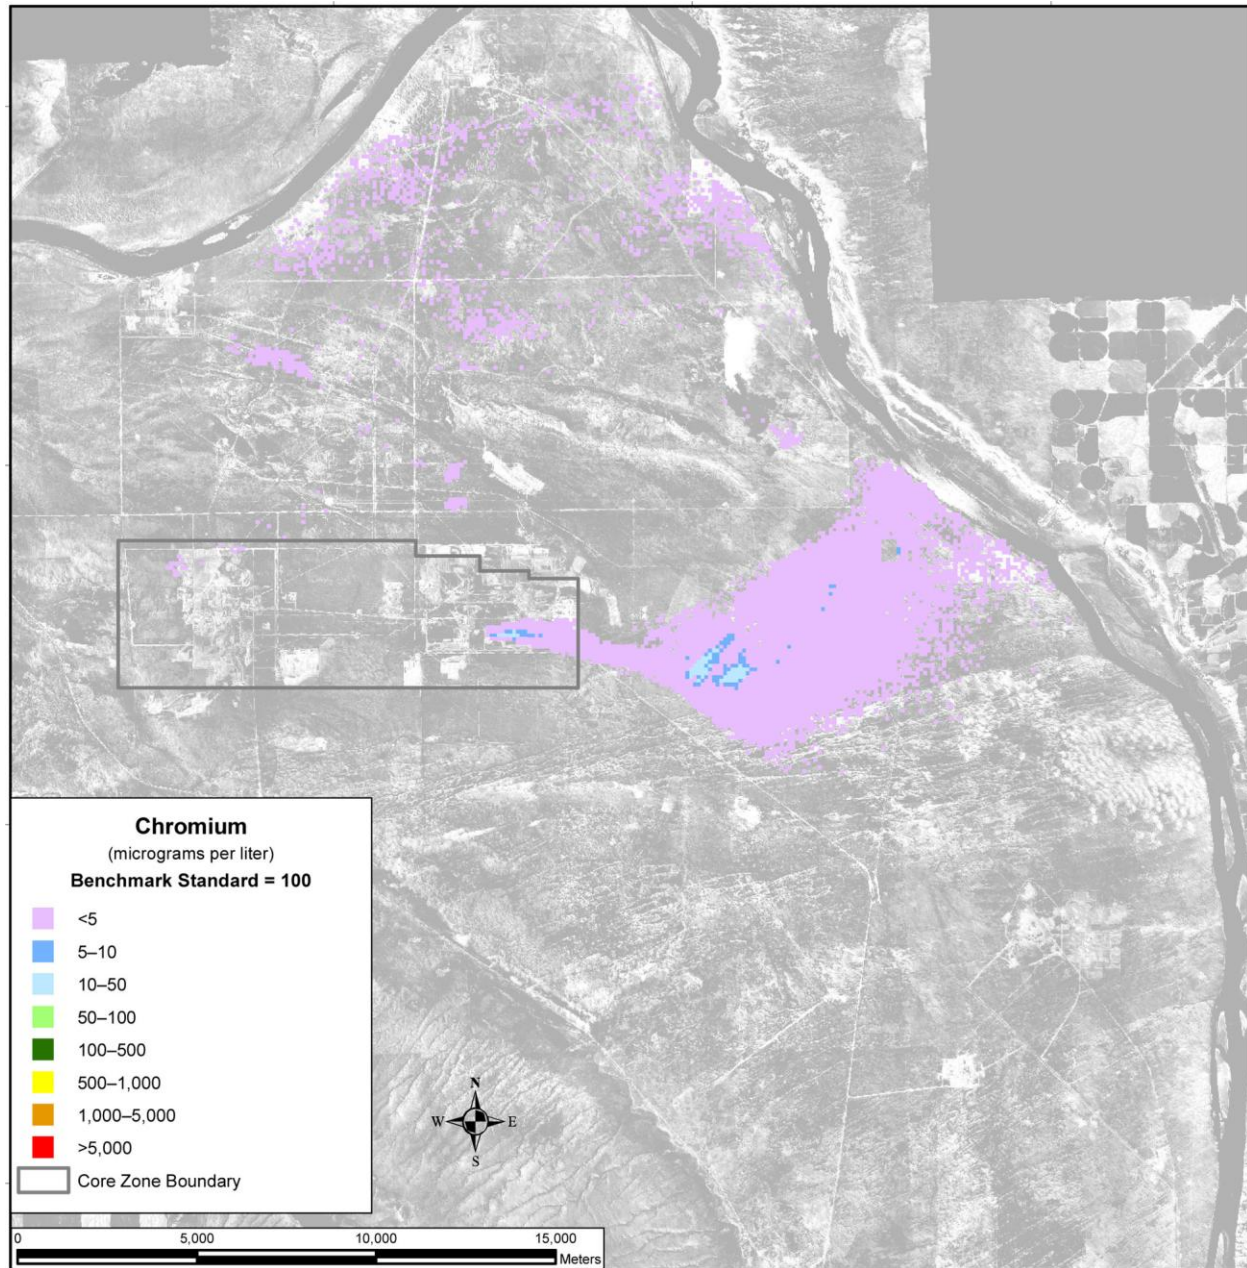 Chromium
(micrograms per liter)
Benchmark Standard = 100
<5
5–10
10–50
50–100
100–500
500–1,000
1,000–5,000
>5,000
Core Zone Boundary
N
W E
S
0 5,000 10,000 15,000
Meters